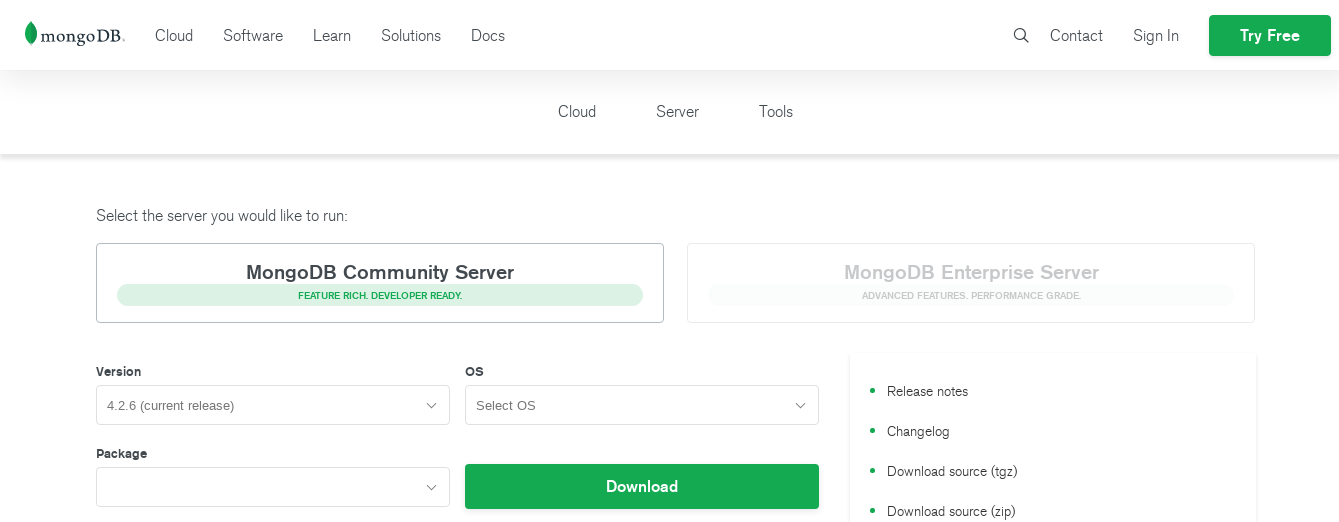 mongoDB. Cloud Software Learn Solutions Docs Contact Sign In Try Free
Cloud Server Tools
Select the server you would like to run:
MongoDB Community Server
FEATURE RICH. DEVELOPER READY.
MongoDB Enterprise Server
ADVANCED FEATURES. PERFORMANCE GRADE.
Version
4.2.6 (current release)
OS
Select OS
Package
Download
Release notes
Changelog
Download source (tgz)
Download source (zip)